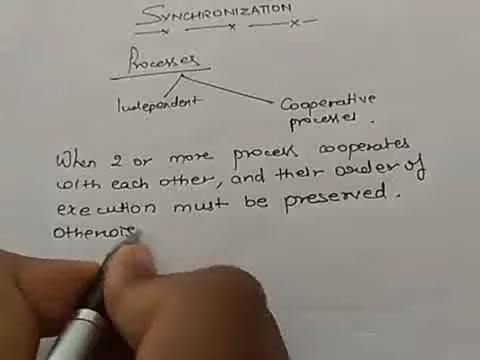 SYNCHRONIZATION
Processes
Independent
Cooperative
processes.
When 2 or more process cooperates
with each other, and their order of
execution must be preserved.
Otherwis